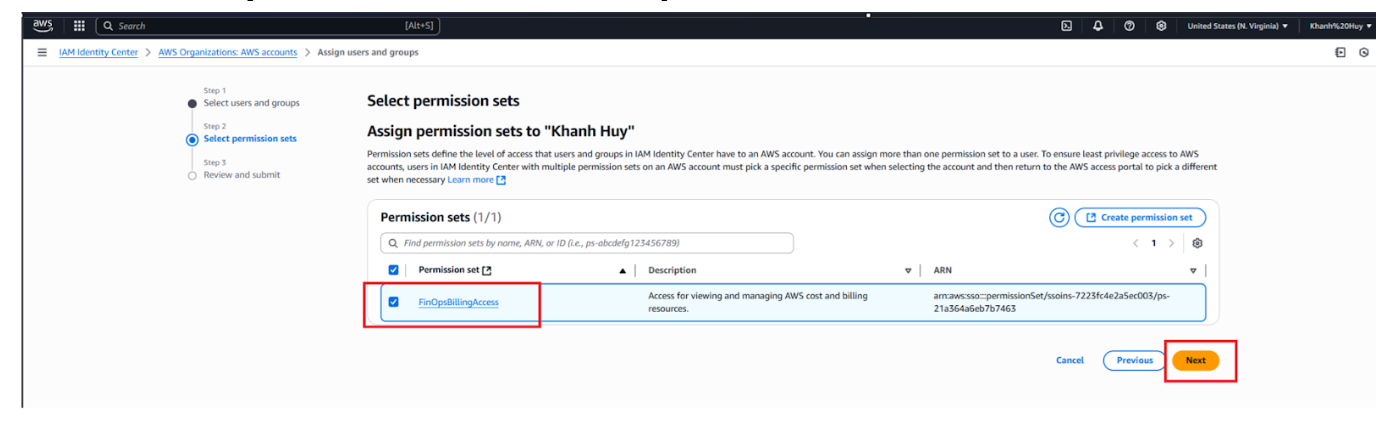 aws
Search
[Alt+S]
United States (N. Virginia)
Khanh%20Huy
IAM Identity Center > AWS Organizations: AWS accounts > Assign users and groups
Step 1
Select users and groups
Step 2
Select permission sets
Step 3
Review and submit
Select permission sets
Assign permission sets to "Khanh Huy"
Permission sets define the level of access that users and groups in IAM Identity Center have to an AWS account. You can assign more than one permission set to a user. To ensure least privilege access to AWS
accounts, users in IAM Identity Center with multiple permission sets on an AWS account must pick a specific permission set when selecting the account and then return to the AWS access portal to pick a different
set when necessary Learn more
Permission sets (1/1)
Create permission set
Find permission sets by name, ARN, or ID (i.e., ps-abcdefg123456789)
< 1 >
Permission set
Description
ARN
FinOpsBillingAccess
Access for viewing and managing AWS cost and billing
resources.
arn:aws:sso:::permissionSet/ssoins-7223fc4e2a5ec003/ps-
21a364a6eb7b7463
Cancel
Previous
Next